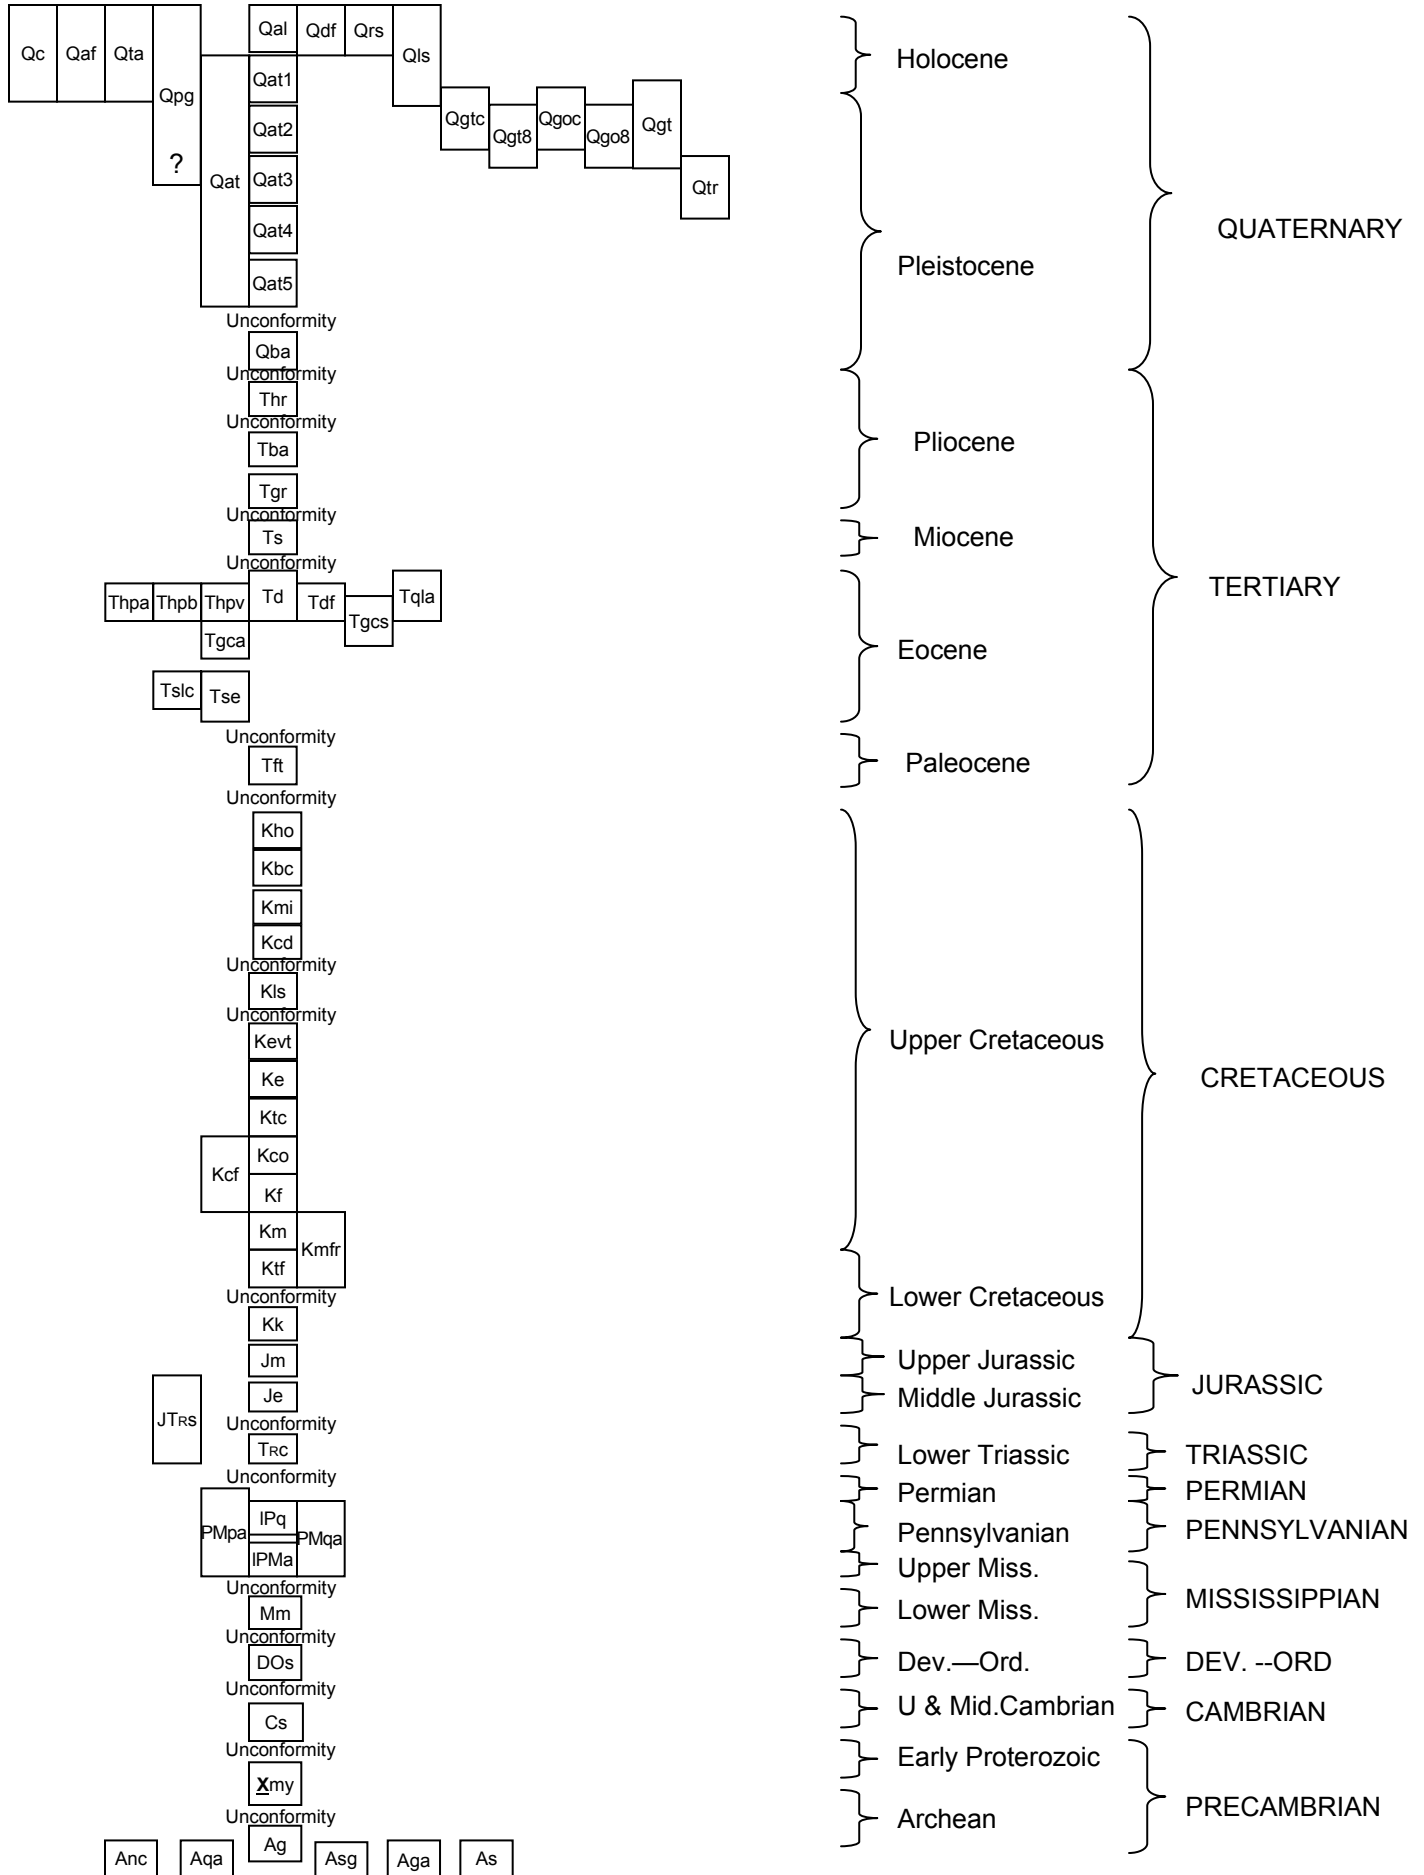 Qc
Qaf
Qta
Qpg
?
Qal
Qdf
Qrs
Qls
Qat
Qat1
Qat2
Qat3
Qat4
Qat5
Qgtc
Qgt8
Qgoc
Qgo8
Qgt
Qtr
Unconformity
Qba
Unconformity
Thr
Unconformity
Tba
Tgr
Unconformity
Ts
Unconformity
Thpa
Thpb
Thpv
Td
Tdf
Tgcs
Tqla
Tgca
Tslc
Tse
Unconformity
Tft
Unconformity
Kho
Kbc
Kmi
Kcd
Unconformity
Kls
Unconformity
Kevt
Ke
Ktc
Kcf
Kco
Kf
Km
Kmfr
Ktf
Unconformity
Kk
Jm
Je
JTRs
Unconformity
TRc
Unconformity
PMpa
IPq
PMqa
IPMa
Unconformity
Mm
Unconformity
DOs
Unconformity
Cs
Unconformity
Xmy
Unconformity
Ag
Anc
Aqa
Asg
Aga
As
Holocene
Pleistocene
Pliocene
Miocene
Eocene
Paleocene
Upper Cretaceous
Lower Cretaceous
Upper Jurassic
Middle Jurassic
Lower Triassic
Permian
Pennsylvanian
Upper Miss.
Lower Miss.
Dev.—Ord.
U & Mid.Cambrian
Early Proterozoic
Archean
QUATERNARY
TERTIARY
CRETACEOUS
JURASSIC
TRIASSIC
PERMIAN
PENNSYLVANIAN
MISSISSIPPIAN
DEV. --ORD
CAMBRIAN
PRECAMBRIAN